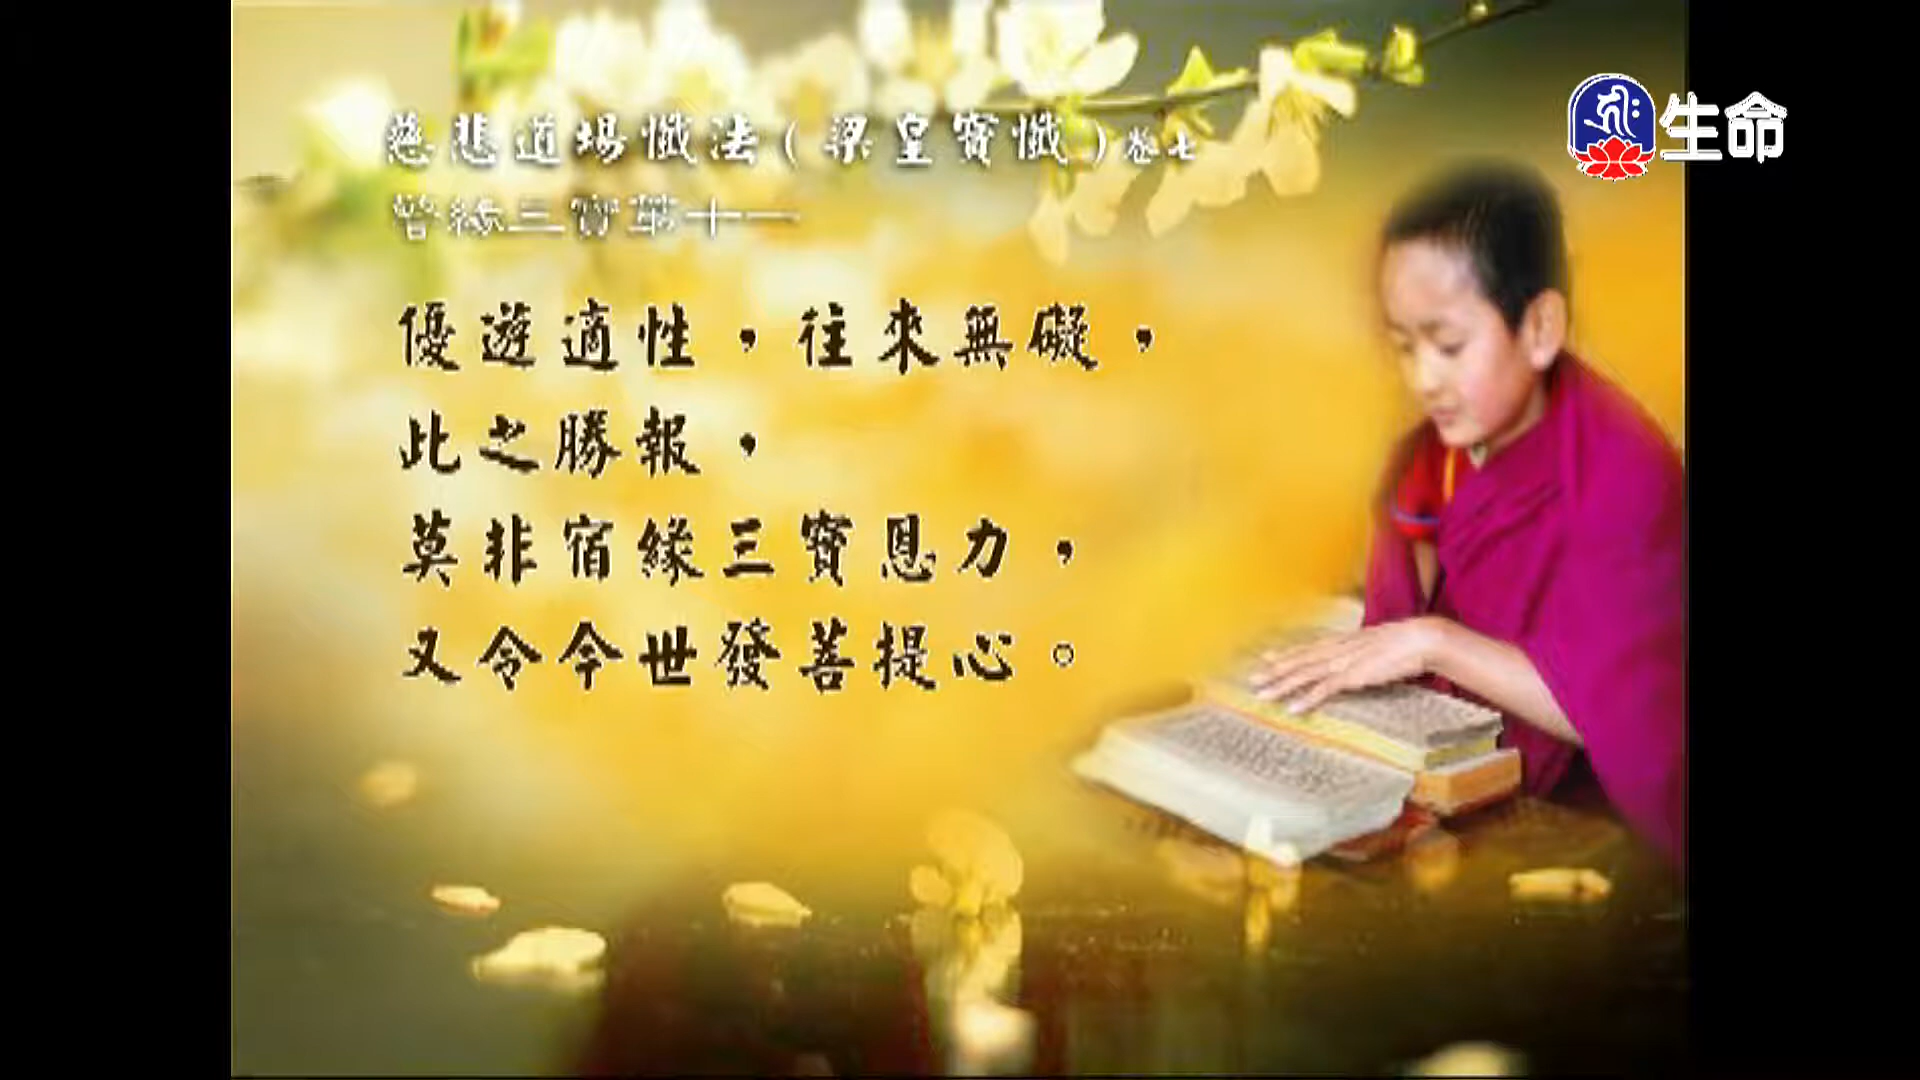 慈悲道場懺法(梁皇寶懺)卷七
警緣三寶第十一
生命
優遊適性，往來無礙，
此之勝報，
莫非宿緣三寶恩力，
又令今世發菩提心。